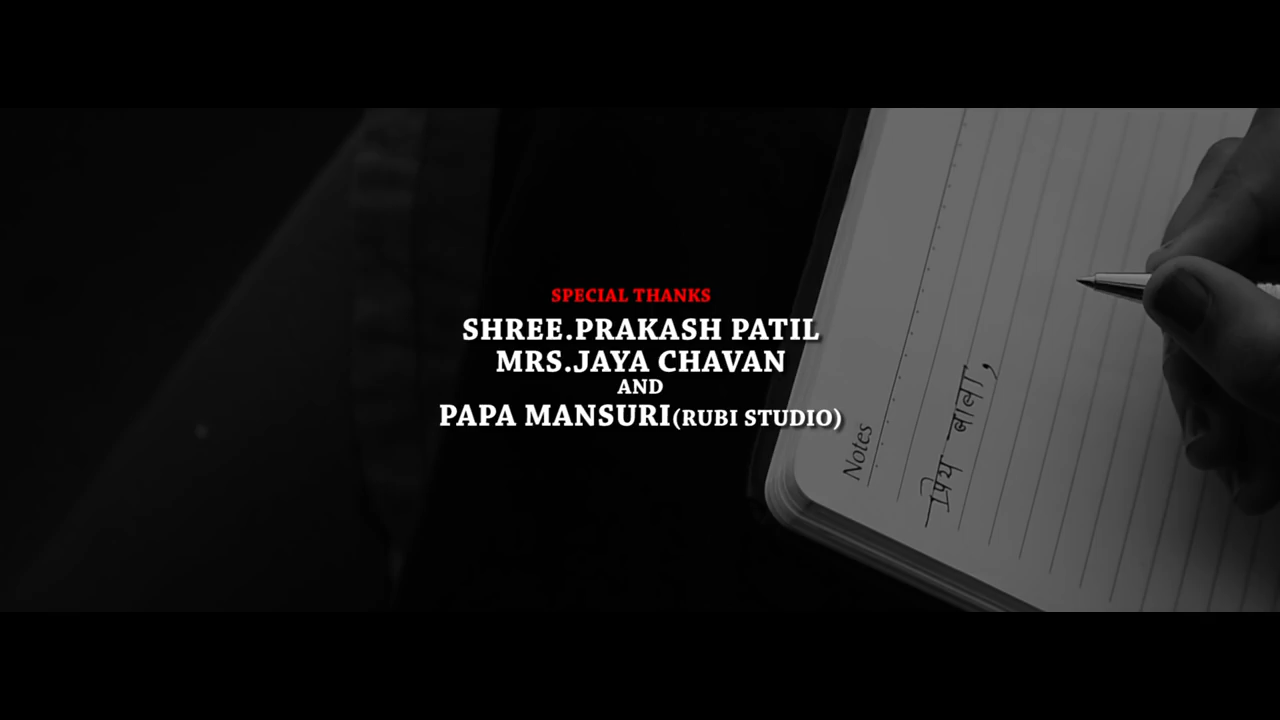 SPECIAL THANKS
SHREE.PRAKASH PATIL
MRS.JAYA CHAVAN
AND
PAPA MANSURI(RUBI STUDIO)
Notes
प्रिय बाबा,